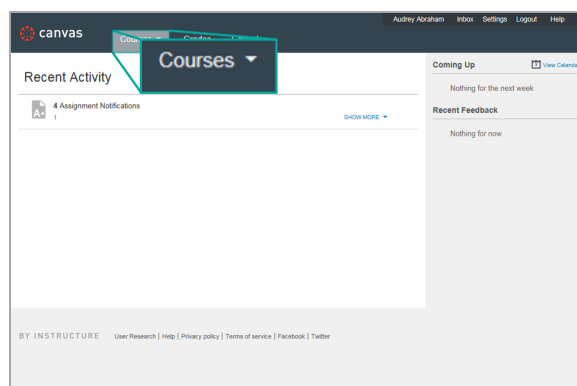 Audrey Abraham Inbox Settings Logout Help
canvas
Courses
Recent Activity
4 Assignment Notifications
1
SHOW MORE
Coming Up
View Calenda
Nothing for the next week
Recent Feedback
Nothing for now
BY INSTRUCTURE User Research | Help | Privacy policy | Terms of service | Facebook | Twitter